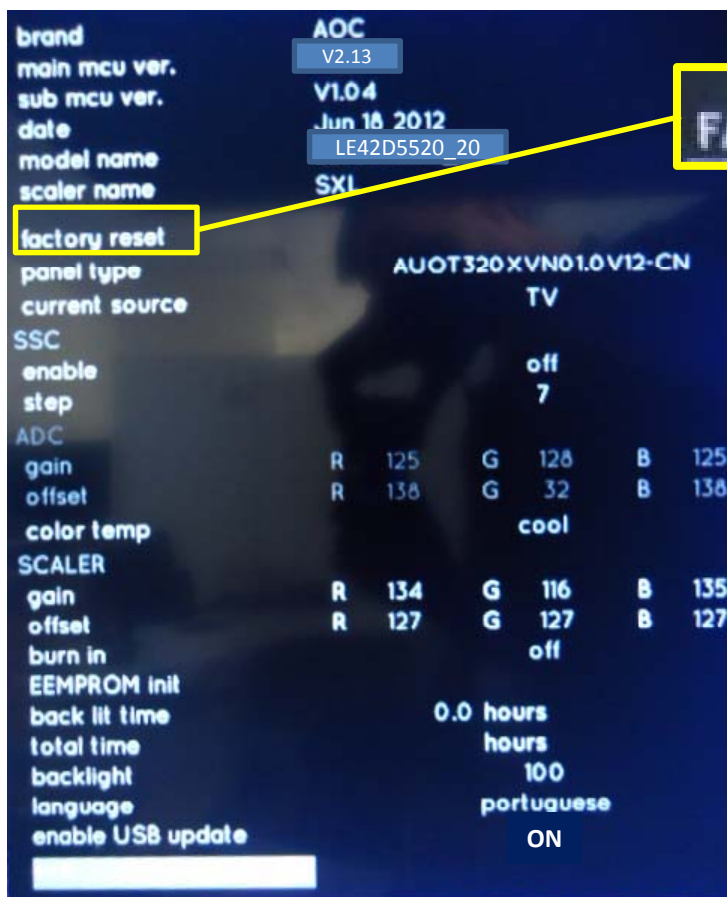 brand AOC
main mcu ver. V2.13
sub mcu ver. V1.04
date Jun 18 2012
model name LE42D5520_20
scaler name SXL
factory reset
panel type AUOT320XVN01.0V12-CN
current source TV
SSC
enable off
step 7
ADC
gain R 125 G 128 B 125
offset R 138 G 32 B 138
color temp cool
SCALER
gain R 134 G 116 B 135
offset R 127 G 127 B 127
burn in off
EEMPROM init
back lit time 0.0 hours
total time hours
backlight 100
language portuguese
enable USB update ON